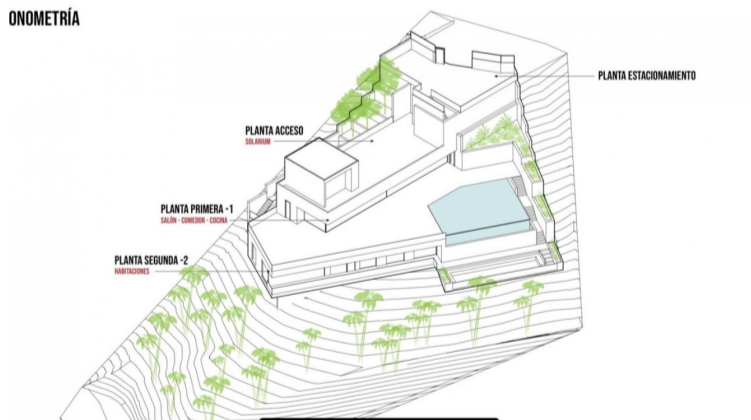 ONOMETRÍA
PLANTA ESTACIONAMIENTO
PLANTA ACCESO
SOLARIUM
PLANTA PRIMERA -1
SALÓN - COMEDOR - COCINA
PLANTA SEGUNDA -2
HABITACIONES